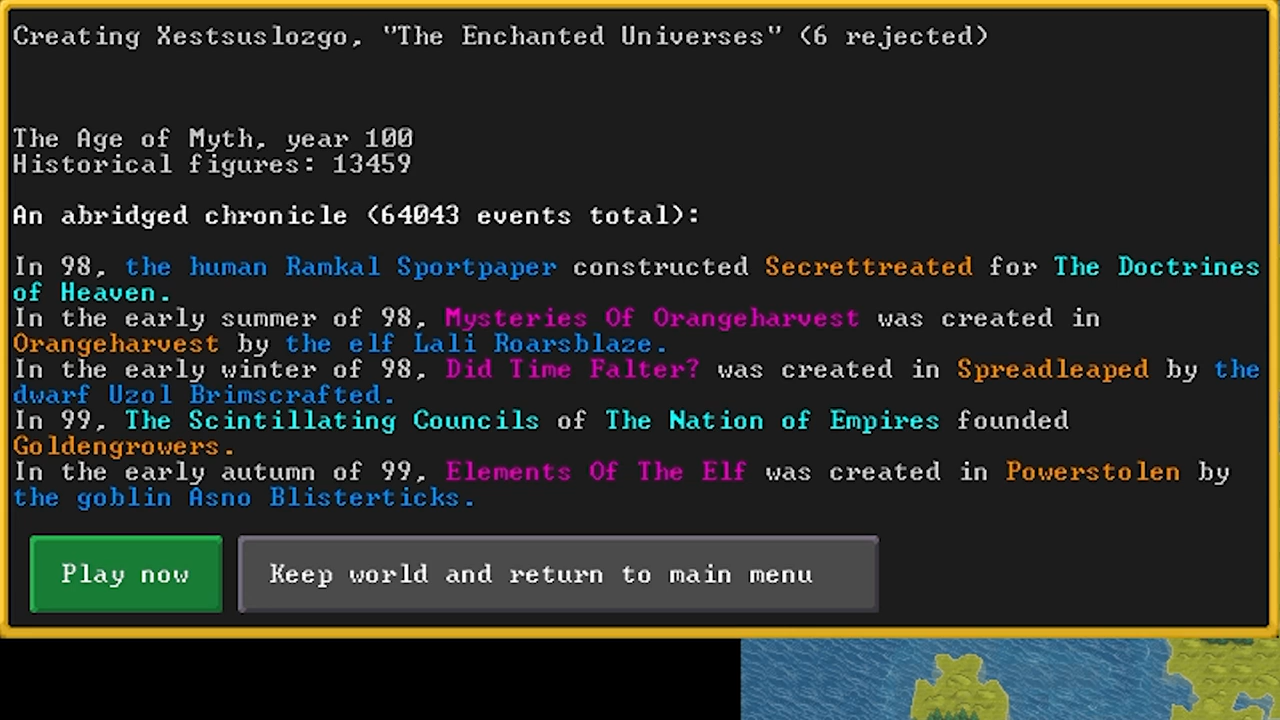 Creating Xestsuslozgo, "The Enchanted Universes" (6 rejected)
The Age of Myth, year 100
Historical figures: 13459
An abridged chronicle (64043 events total):
In 98, the human Ramkal Sportpaper constructed Secrettreated for The Doctrines
of Heaven.
In the early summer of 98, Mysteries Of Orangeharvest was created in
Orangeharvest by the elf Lali Roarsblaze.
In the early winter of 98, Did Time Falter? was created in Spreadleaped by the
dwarf Uzol Brimscrafted.
In 99, The Scintillating Councils of The Nation of Empires founded
Goldengrowers.
In the early autumn of 99, Elements Of The Elf was created in Powerstolen by
the goblin Asno Blisterticks.
Play now
Keep world and return to main menu